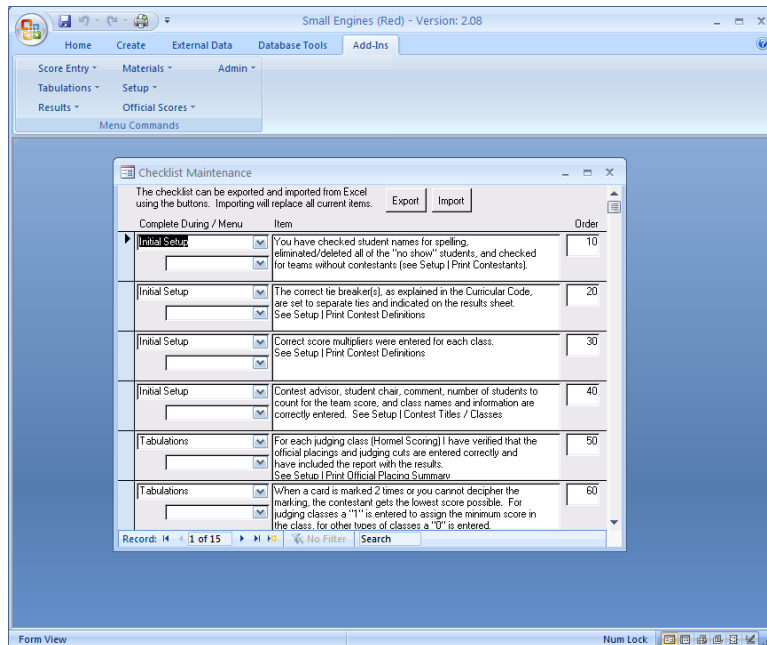 Small Engines (Red) - Version: 2.08
Home Create External Data Database Tools Add-Ins
Score Entry Materials Admin
Tabulations Setup
Results Official Scores
Menu Commands
Checklist Maintenance
The checklist can be exported and imported from Excel
using the buttons. Importing will replace all current items.
Export Import
Complete During / Menu Item Order
Initial Setup
You have checked student names for spelling,
eliminated/deleted all of the "no show" students, and checked
for teams without contestants (see Setup | Print Contestants).
10
Initial Setup
The correct tie breaker(s), as explained in the Curricular Code,
are set to separate ties and indicated on the results sheet.
See Setup | Print Contest Definitions
20
Initial Setup
Correct score multipliers were entered for each class.
See Setup | Print Contest Definitions
30
Initial Setup
Contest advisor, student chair, comment, number of students to
count for the team score, and class names and information are
correctly entered. See Setup | Contest Titles / Classes
40
Tabulations
For each judging class (Hormel Scoring) I have verified that the
official placings and judging cuts are entered correctly and
have included the report with the results.
See Setup | Print Official Placing Summary
50
Tabulations
When a card is marked 2 times or you cannot decipher the
marking, the contestant gets the lowest score possible. For
judging classes a "1" is entered to assign the minimum score in
the class, for other types of classes a "0" is entered.
60
Record: 1 of 15 No Filter Search
Form View Num Lock